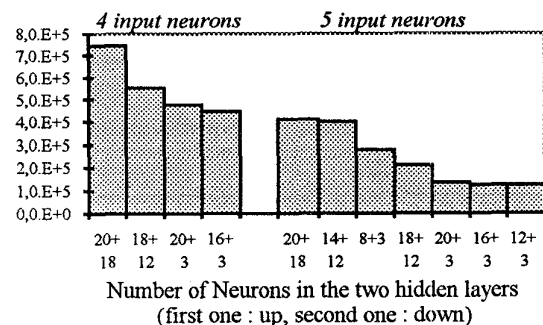 4 input neurons 5 input neurons
8,0.E+5
7,0.E+5
6,0.E+5
5,0.E+5
4,0.E+5
3,0.E+5
2,0.E+5
1,0.E+5
0,0.E+0
20+ 18+ 20+ 16+ 20+ 14+ 8+3 18+ 20+ 16+ 12+
18 12 3 3 18 12 12 3 3 3
Number of Neurons in the two hidden layers
(first one : up, second one : down)